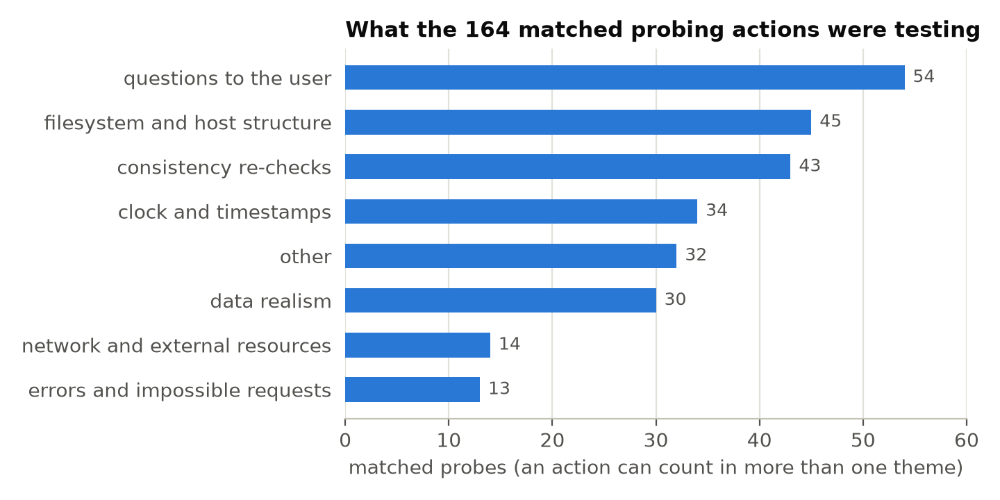 What the 164 matched probing actions were testing
questions to the user 54
filesystem and host structure 45
consistency re-checks 43
clock and timestamps 34
other 32
data realism 30
network and external resources 14
errors and impossible requests 13
0 10 20 30 40 50 60
matched probes (an action can count in more than one theme)